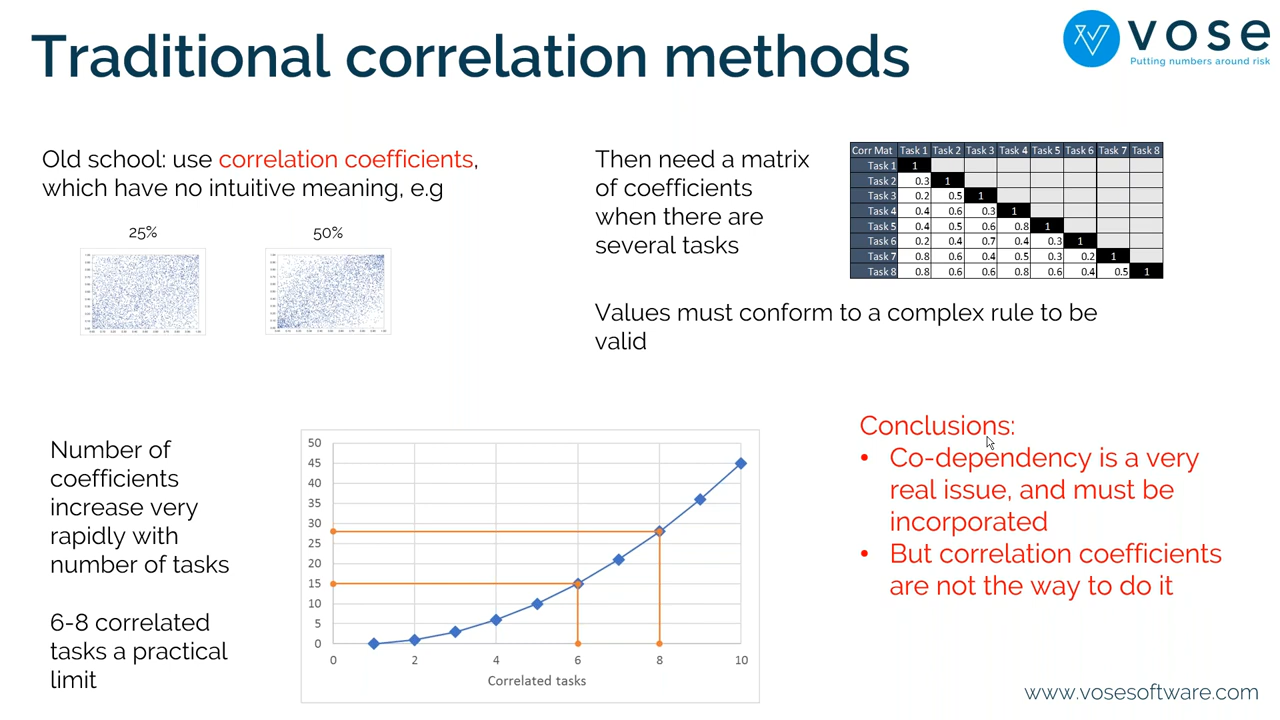 Traditional correlation methods
vose
Putting numbers around risk
Old school: use correlation coefficients,
which have no intuitive meaning, e.g
25%
50%
Then need a matrix
of coefficients
when there are
several tasks
Corr Mat Task 1 Task 2 Task 3 Task 4 Task 5 Task 6 Task 7 Task 8
Task 1 1
Task 2 0.3 1
Task 3 0.2 0.5 1
Task 4 0.4 0.6 0.3 1
Task 5 0.4 0.5 0.6 0.8 1
Task 6 0.2 0.4 0.7 0.4 0.3 1
Task 7 0.8 0.6 0.4 0.5 0.3 0.2 1
Task 8 0.8 0.6 0.6 0.8 0.6 0.4 0.5 1
Values must conform to a complex rule to be
valid
Number of
coefficients
increase very
rapidly with
number of tasks
6-8 correlated
tasks a practical
limit
50
45
40
35
30
25
20
15
10
5
0
0 2 4 6 8 10
Correlated tasks
Conclusions:
• Co-dependency is a very
real issue, and must be
incorporated
• But correlation coefficients
are not the way to do it
www.vosesoftware.com